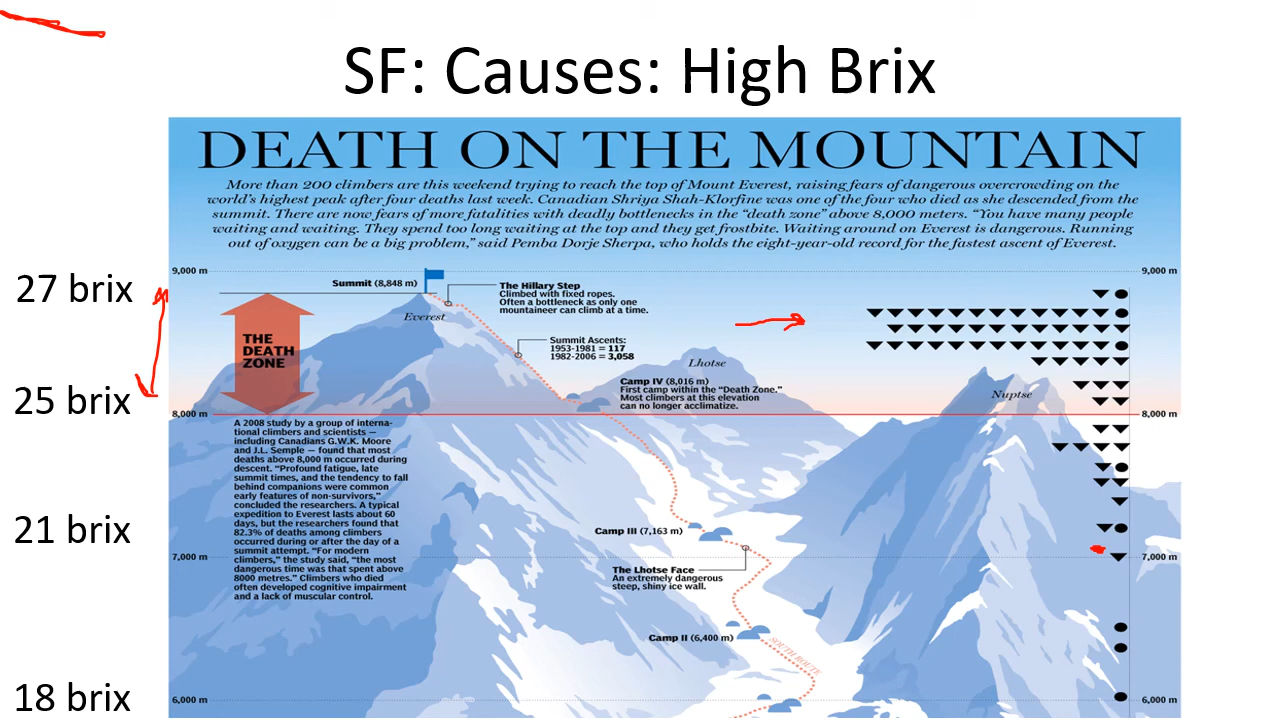 SF: Causes: High Brix
DEATH ON THE MOUNTAIN
More than 200 climbers are this weekend trying to reach the top of Mount Everest, raising fears of dangerous overcrowding on the
world's highest peak after four deaths last week. Canadian Shriya Shah-Klorfine was one of the four who died as she descended from the
summit. There are now fears of more fatalities with deadly bottlenecks in the "death zone" above 8,000 meters. "You have many people
waiting and waiting. They spend too long waiting at the top and they get frostbite. Waiting around on Everest is dangerous. Running
out of oxygen can be a big problem," said Pemba Dorje Sherpa, who holds the eight-year-old record for the fastest ascent of Everest.
27 brix
25 brix
21 brix
18 brix
9,000 m
9,000 m
Summit (8,848 m)
The Hillary Step
Climbed with fixed ropes.
Often a bottleneck as only one
mountaineer can climb at a time.
Everest
THE
DEATH
ZONE
Summit Ascents:
1953-1981 = 117
1982-2006 = 3,058
Lhotse
Camp IV (8,016 m)
First camp within the "Death Zone."
Most climbers at this elevation
can no longer acclimatize.
Nuptse
8,000 m
8,000 m
A 2008 study by a group of interna-
tional climbers and scientists —
including Canadians G.W.K. Moore
and J.L. Semple — found that most
deaths above 8,000 m occurred during
descent. "Profound fatigue, late
summit times, and the tendency to fall
behind companions were common
early features of non-survivors,"
concluded the researchers. A typical
expedition to Everest lasts about 60
days, but the researchers found that
82.3% of deaths among climbers
occurred during or after the day of a
summit attempt. "For modern
climbers," the study said, "the most
dangerous time was that spent above
8000 metres." Climbers who died
often developed cognitive impairment
and a lack of muscular control.
Camp III (7,163 m)
7,000 m
7,000 m
The Lhotse Face
An extremely dangerous
steep, shiny ice wall.
Camp II (6,400 m)
SOUTH ROUTE
6,000 m
6,000 m